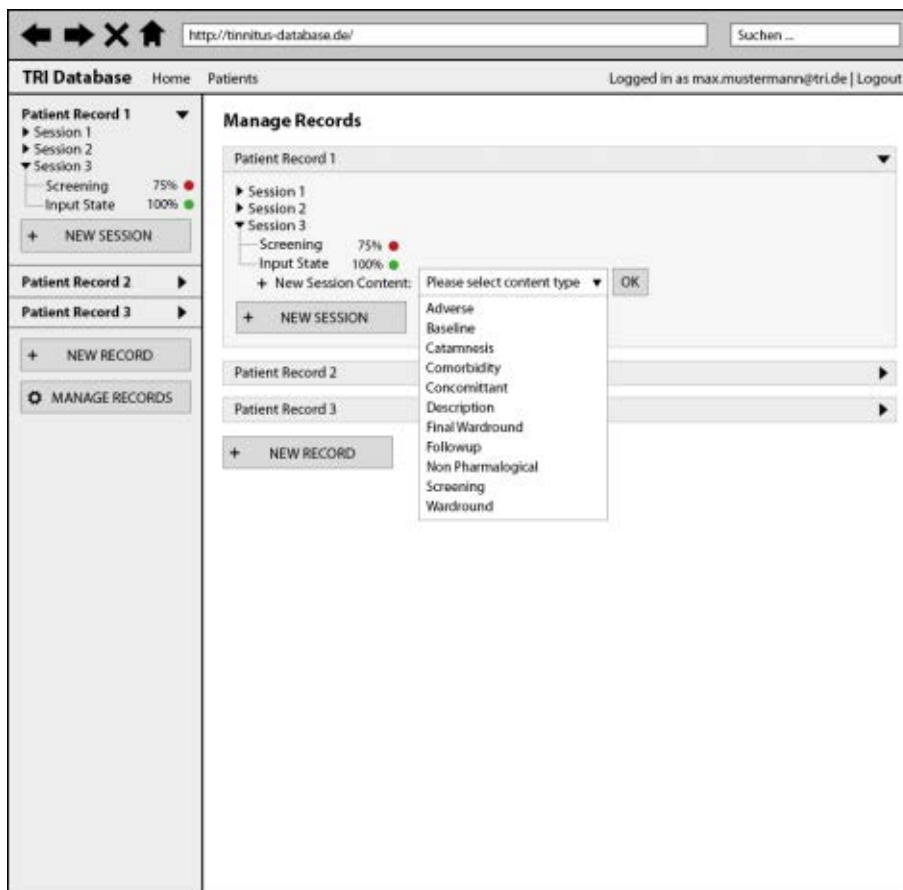 http://tinnitus-database.de/ Suchen ...
TRI Database Home Patients Logged in as max.mustermann@tri.de | Logout
Patient Record 1
Session 1
Session 2
Session 3
Screening 75%
Input State 100%
+ NEW SESSION
Patient Record 2
Patient Record 3
+ NEW RECORD
MANAGE RECORDS
Manage Records
Patient Record 1
Session 1
Session 2
Session 3
Screening 75%
Input State 100%
+ New Session Content: Please select content type OK
Adverse
Baseline
Catamnesis
Comorbidity
Concomittant
Description
Final Wardround
Followup
Non Pharmalogical
Screening
Wardround
+ NEW SESSION
Patient Record 2
Patient Record 3
+ NEW RECORD